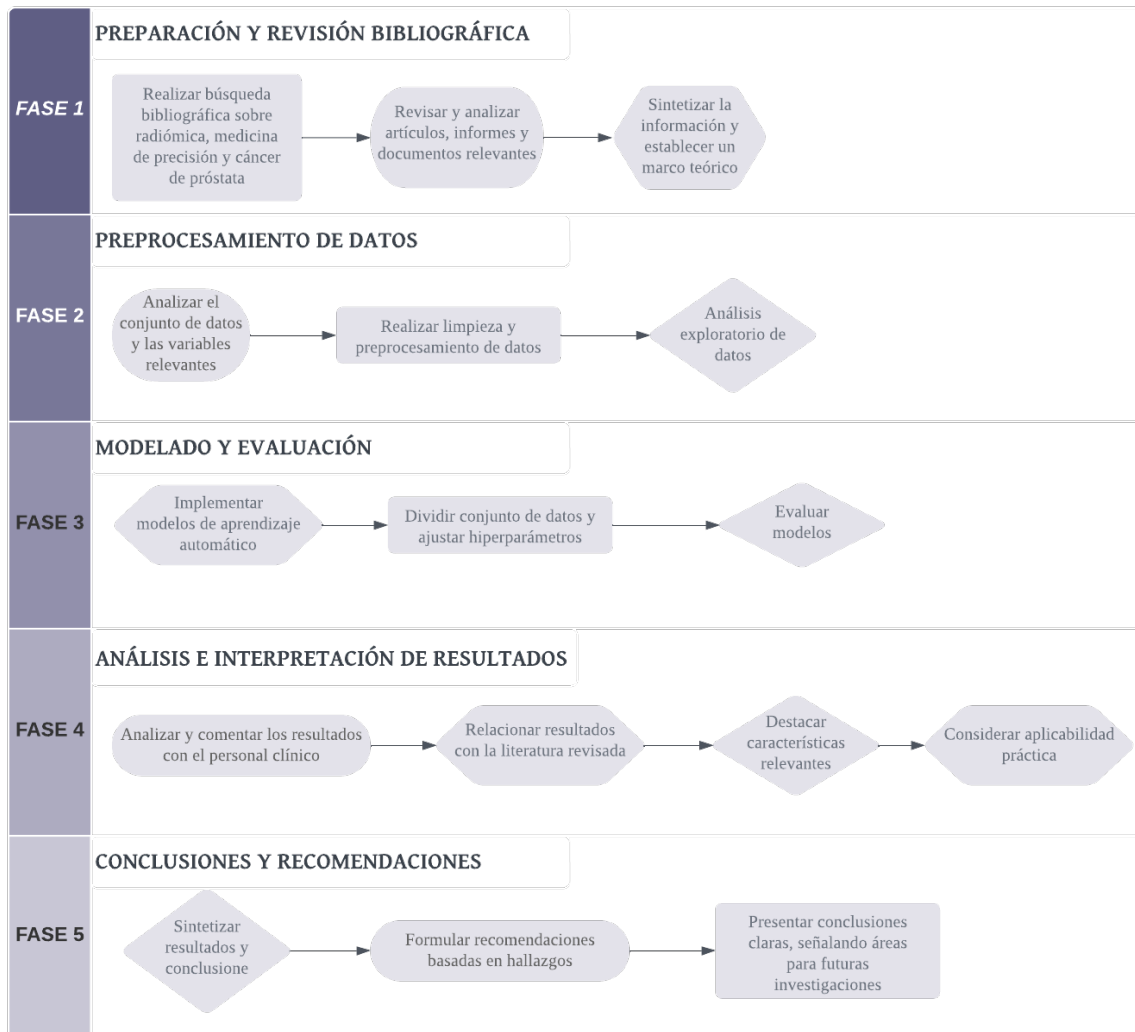 PREPARACIÓN Y REVISIÓN BIBLIOGRÁFICA
FASE 1
Realizar búsqueda
bibliográfica sobre
radiómica, medicina
de precisión y cáncer
de próstata
Revisar y analizar
artículos, informes y
documentos relevantes
Sintetizar la
información y
establecer un
marco teórico
PREPROCESAMIENTO DE DATOS
FASE 2
Analizar el
conjunto de datos
y las variables
relevantes
Realizar limpieza y
preprocesamiento de datos
Análisis
exploratorio de
datos
MODELADO Y EVALUACIÓN
FASE 3
Implementar
modelos de aprendizaje
automático
Dividir conjunto de datos y
ajustar hiperparámetros
Evaluar
modelos
ANÁLISIS E INTERPRETACIÓN DE RESULTADOS
FASE 4
Analizar y comentar los resultados
con el personal clínico
Relacionar resultados
con la literatura revisada
Destacar
características
relevantes
Considerar aplicabilidad
práctica
CONCLUSIONES Y RECOMENDACIONES
FASE 5
Sintetizar
resultados y
conclusione
Formular recomendaciones
basadas en hallazgos
Presentar conclusiones
claras, señalando áreas
para futuras
investigaciones